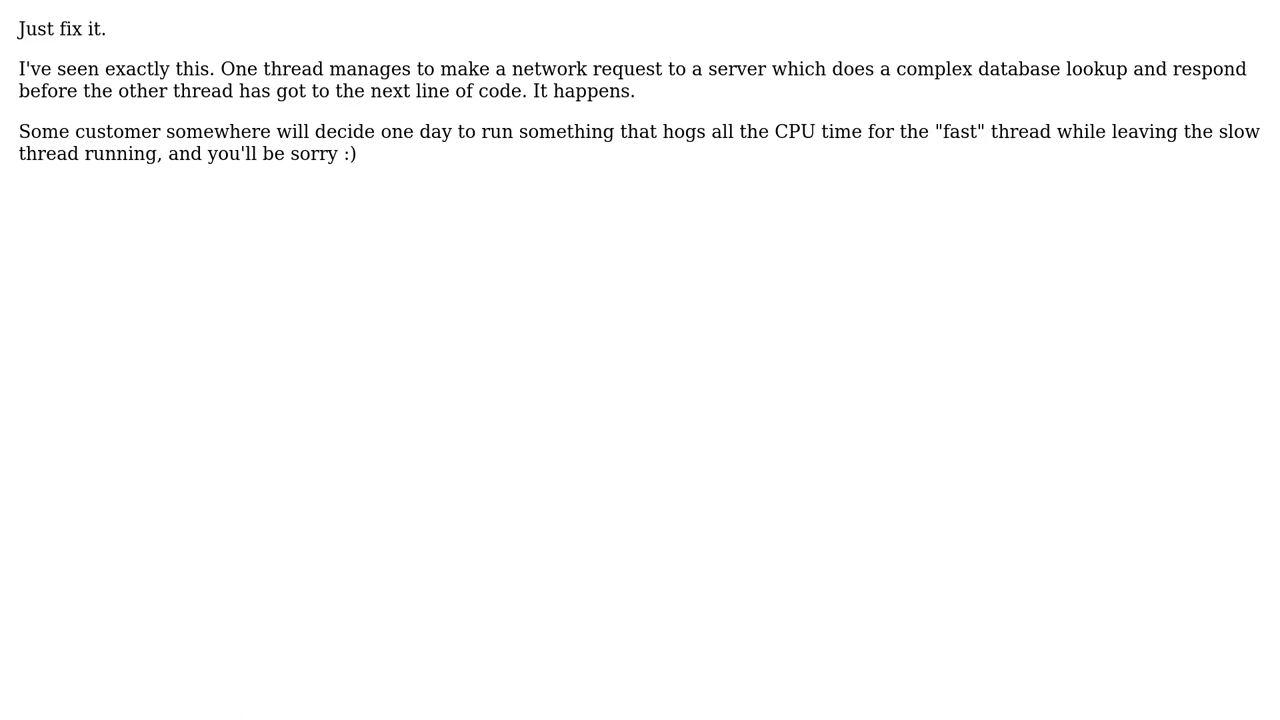 Just fix it.
I've seen exactly this. One thread manages to make a network request to a server which does a complex database lookup and respond
before the other thread has got to the next line of code. It happens.
Some customer somewhere will decide one day to run something that hogs all the CPU time for the "fast" thread while leaving the slow
thread running, and you'll be sorry :)